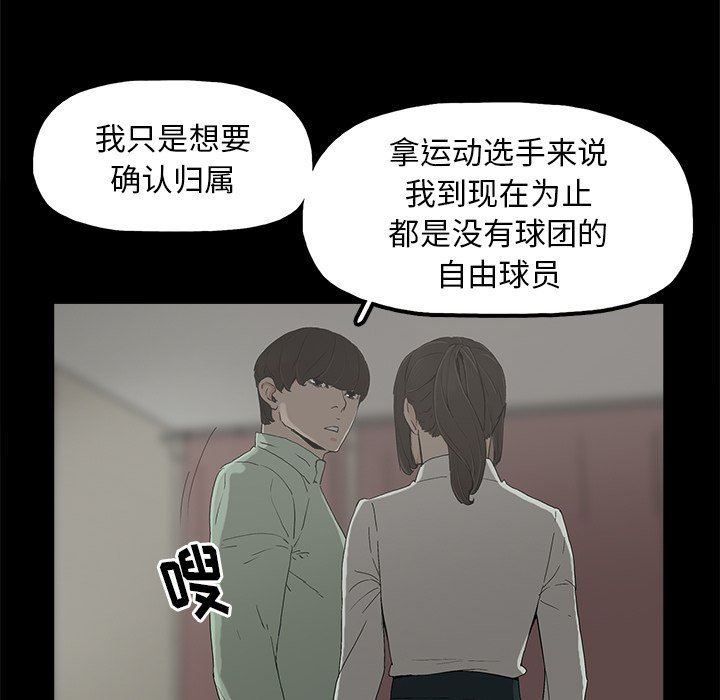 我只是想要
确认归属
拿运动选手来说
我到现在为止
都是没有球团的
自由球员
嗖